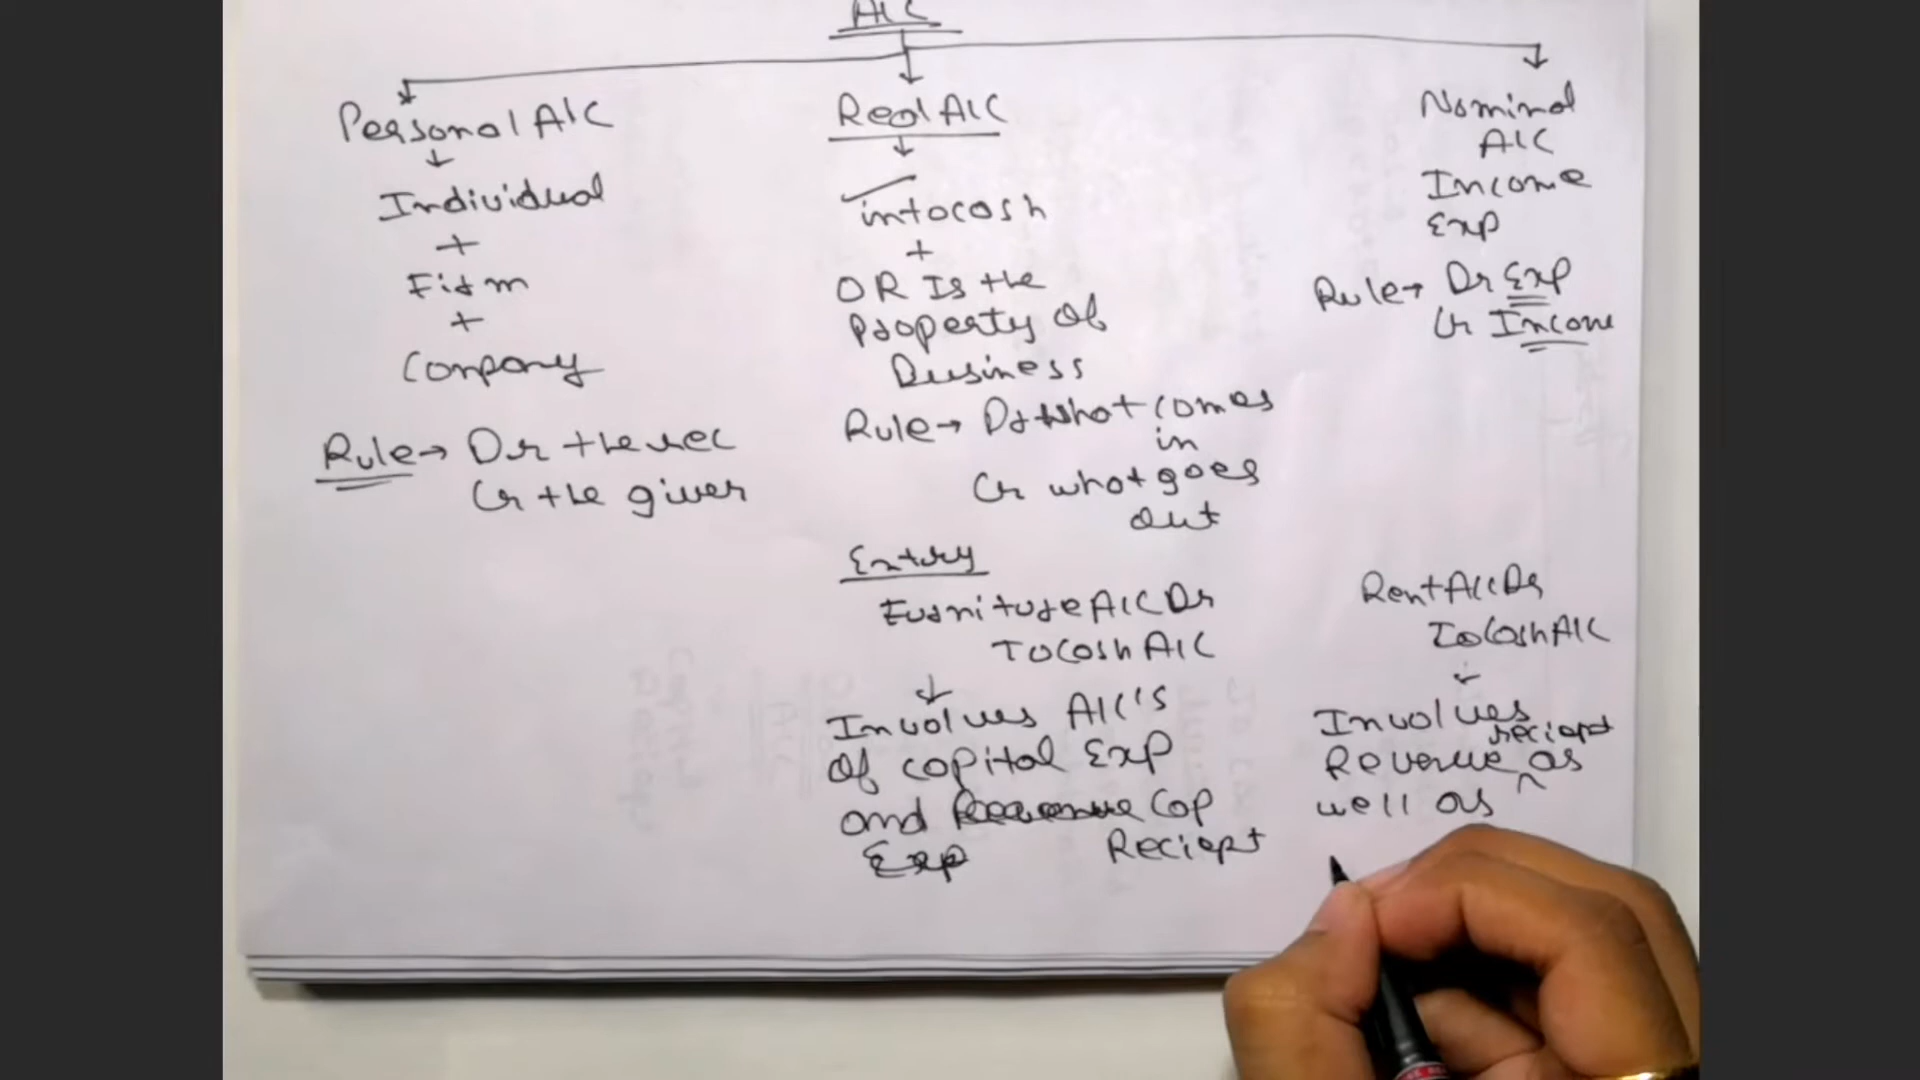 A/C
Personal A/C
Individual
+
Firm
+
Company
Rule → Dr the rec
Cr the giver
Real A/C
into cash
+
OR Is the
Property Of
Business
Rule → Dr what comes
in
Cr what goes
out
Entry
Furniture A/C Dr
To Cash A/C
Involves A/C's
Of capital Exp
and Revenue Cap
Exp Reciept
Nominal
A/C
Income
Exp
Rule → Dr Exp
Cr Income
Rent A/C Dr
To Cash A/C
Involves
reciept
Revenue ^ as
well as